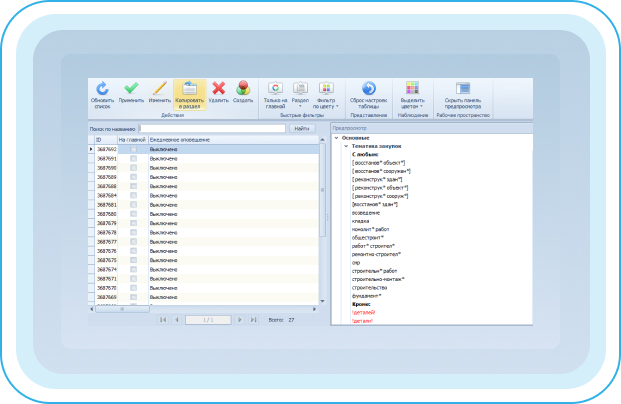 Обновить список
Применить
Изменить
Копировать в раздел
Удалить
Создать
Только на главной
Раздел
Фильтр по цвету
Сброс настроек таблицы
Выделить цветом
Скрыть панель предпросмотра
Действия
Быстрые фильтры
Представление
Наблюдение
Рабочее пространство
Поиск по названию
Найти
Предпросмотр
ID На главной Ежедневное оповещение
3687692 Выключено
3687691 Выключено
3687690 Выключено
3687689 Выключено
3687688 Выключено
3687684 Выключено
3687681 Выключено
3687680 Выключено
3687679 Выключено
3687678 Выключено
3687677 Выключено
3687676 Выключено
3687675 Выключено
3687674 Выключено
3687671 Выключено
3687670 Выключено
3687669 Выключено
1 / 1
Всего: 27
Основные
Тематика закупок
С любым:
[ восстанов* объект*]
[ восстанов* сооружен*]
[ реконструк* здан*]
[ реконструк* объект*]
[ реконструк* сооруж*]
[восстанов* здан*]
возведение
кладка
монолит* работ
общестроит*
работ* строител*
ремонтно-строител*
смр
строительн* работ
строительно-монтаж*
строительства
фундамент*
Кроме:
!деталей!
!детали!